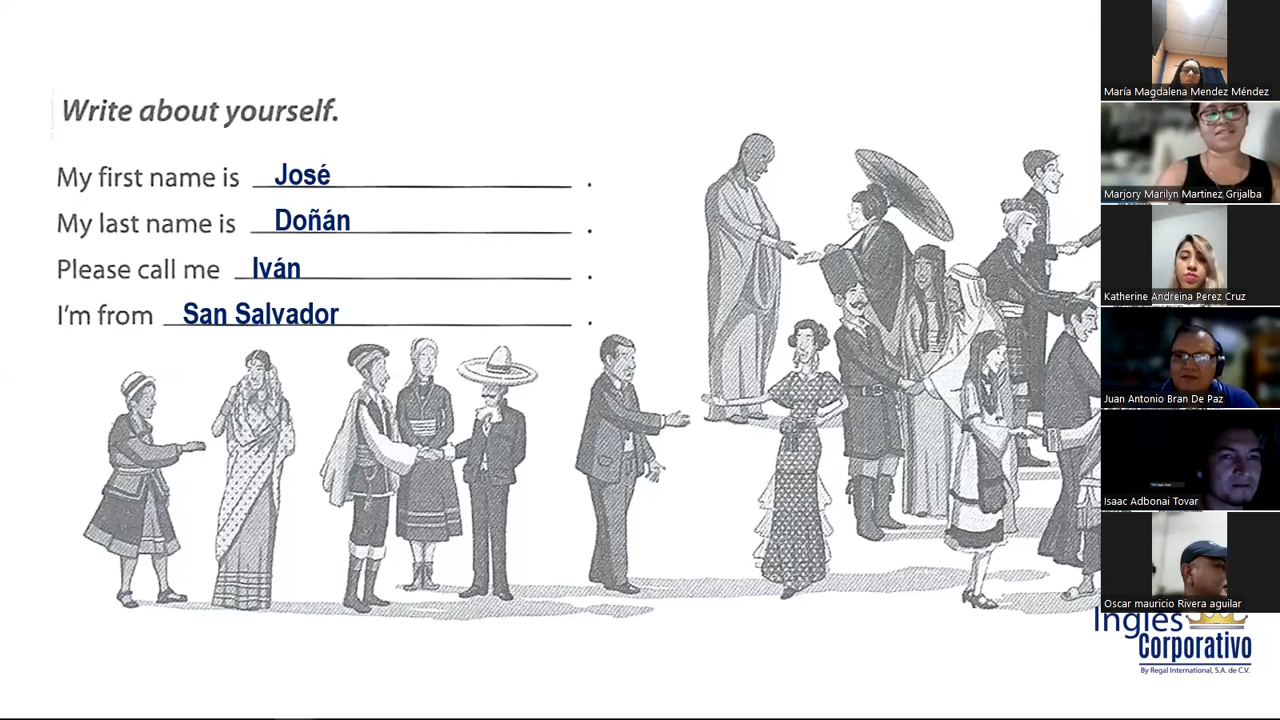 Write about yourself.
My first name is José .
My last name is Doñán .
Please call me Iván .
I'm from San Salvador .
María Magdalena Mendez Méndez
Marjory Marilyn Martinez Grijalba
Katherine Andreina Perez Cruz
Juan Antonio Bran De Paz
Isaac Adbonai Tovar
Oscar mauricio Rivera aguilar
Inglés
Corporativo
By Regal International, S.A. de C.V.